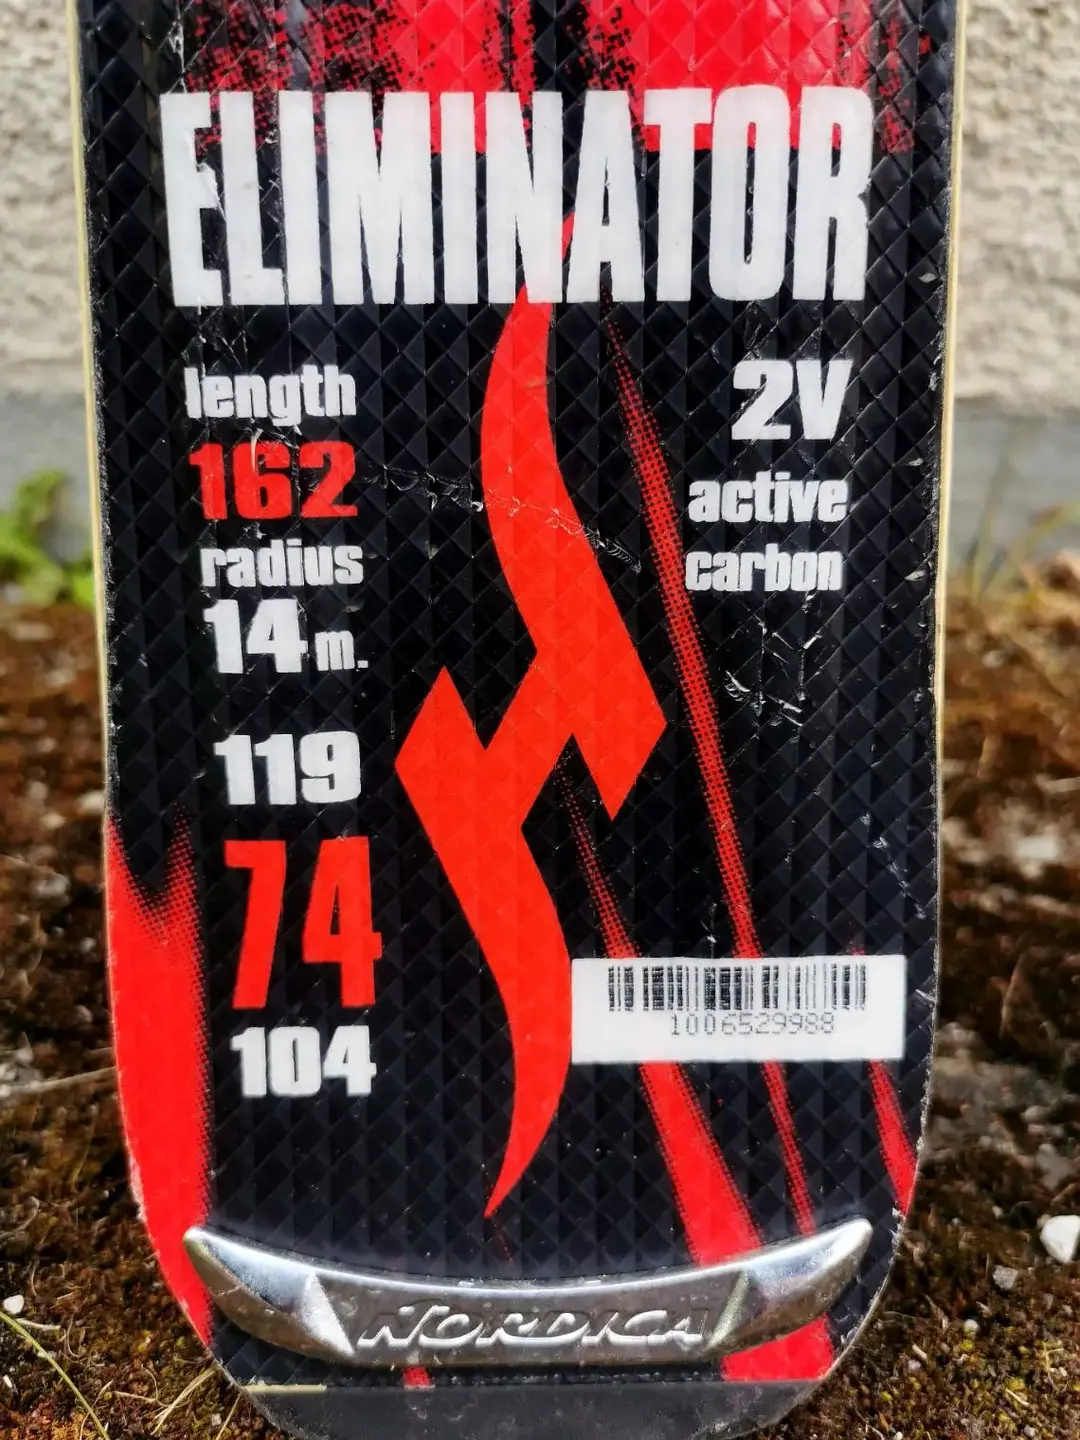 ELIMINATOR
length
162
radius
14 m.
119
74
104
2V
active
carbon
1006529988
NORDICA